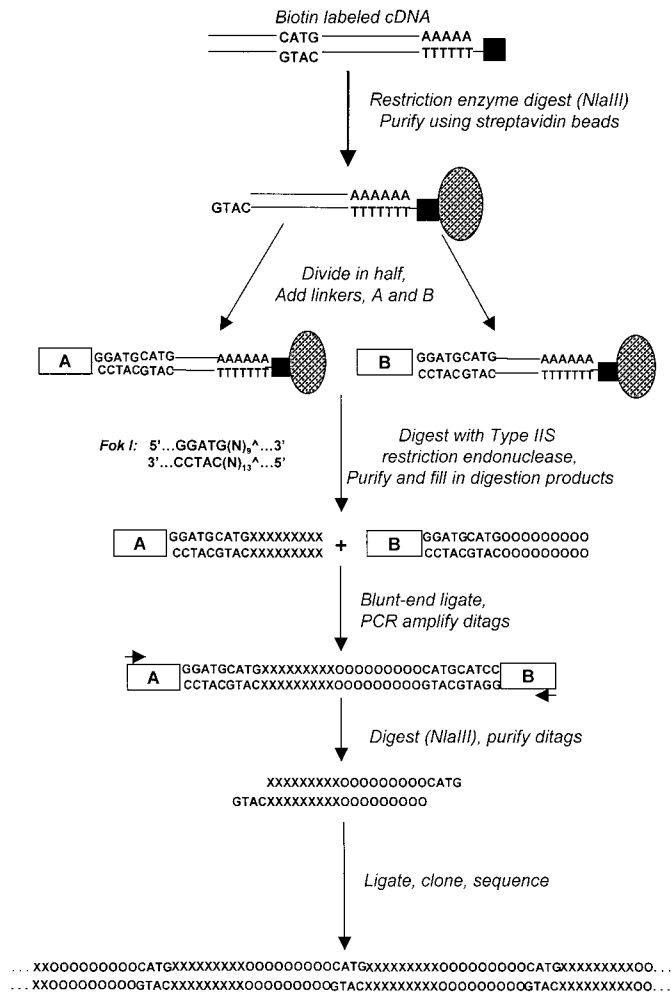 Biotin labeled cDNA
CATG AAAAA
GTAC TTTTTT
Restriction enzyme digest (NlaIII)
Purify using streptavidin beads
AAAAAA
GTAC TTTTTTT
Divide in half,
Add linkers, A and B
A GGATGCATG AAAAAA
CCTACGTAC TTTTTTT
B GGATGCATG AAAAAA
CCTACGTAC TTTTTTT
Fok I: 5'...GGATG(N)9^...3'
3'...CCTAC(N)13^...5'
Digest with Type IIS
restriction endonuclease,
Purify and fill in digestion products
A GGATGCATGXXXXXXXXX + B GGATGCATGOOOOOOOOO
CCTACGTACXXXXXXXXX CCTACGTACOOOOOOOOO
Blunt-end ligate,
PCR amplify ditags
A GGATGCATGXXXXXXXXXOOOOOOOOOCATGCATCC B
CCTACGTACXXXXXXXXXOOOOOOOOOGTACGTAGG
Digest (NlaIII), purify ditags
XXXXXXXXXOOOOOOOOOCATG
GTACXXXXXXXXXOOOOOOOOO
Ligate, clone, sequence
...XXOOOOOOOOOCATGXXXXXXXXXOOOOOOOOOCATGXXXXXXXXXOOOOOOOOOCATGXXXXXXXXXOO...
...XXOOOOOOOOOGTACXXXXXXXXXOOOOOOOOOGTACXXXXXXXXXOOOOOOOOOGTACXXXXXXXXXOO...